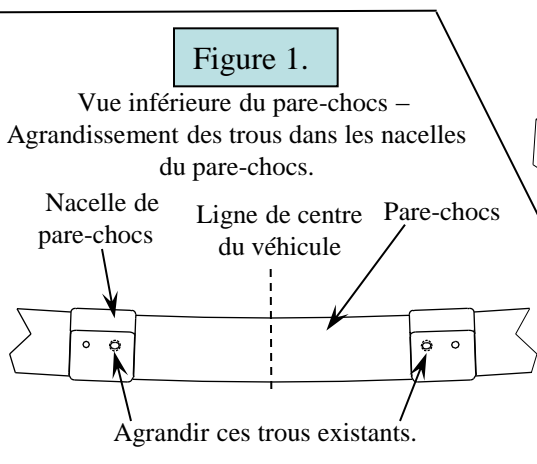 Figure 1.
Vue inférieure du pare-chocs –
Agrandissement des trous dans les nacelles
du pare-chocs.
Nacelle de
pare-chocs
Ligne de centre
du véhicule
Pare-chocs
Agrandir ces trous existants.